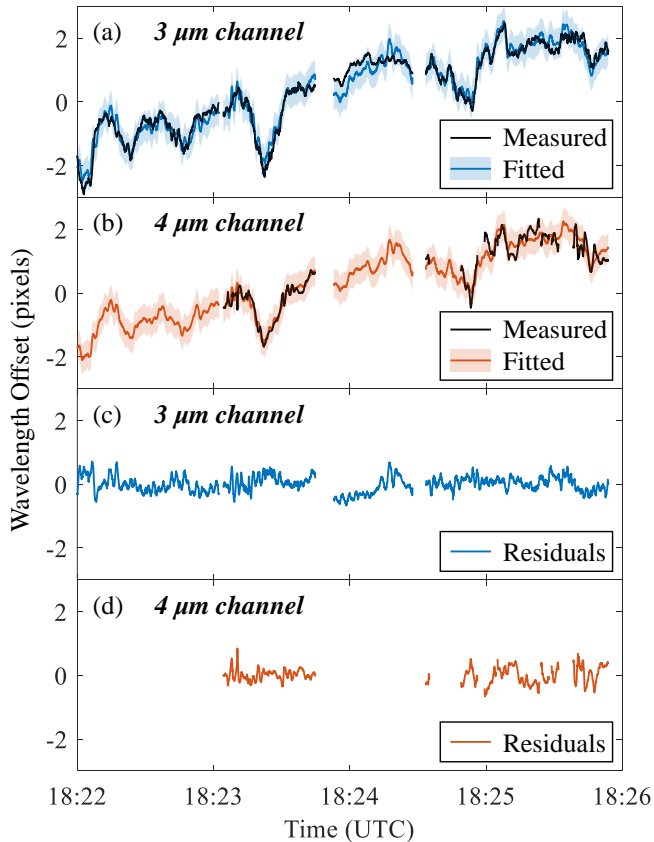 (a) 3 μm channel
2
0
-2
Measured
Fitted
(b) 4 μm channel
2
0
-2
Measured
Fitted
Wavelength Offset (pixels)
(c) 3 μm channel
2
0
-2
Residuals
(d) 4 μm channel
2
0
-2
Residuals
18:22 18:23 18:24 18:25 18:26
Time (UTC)